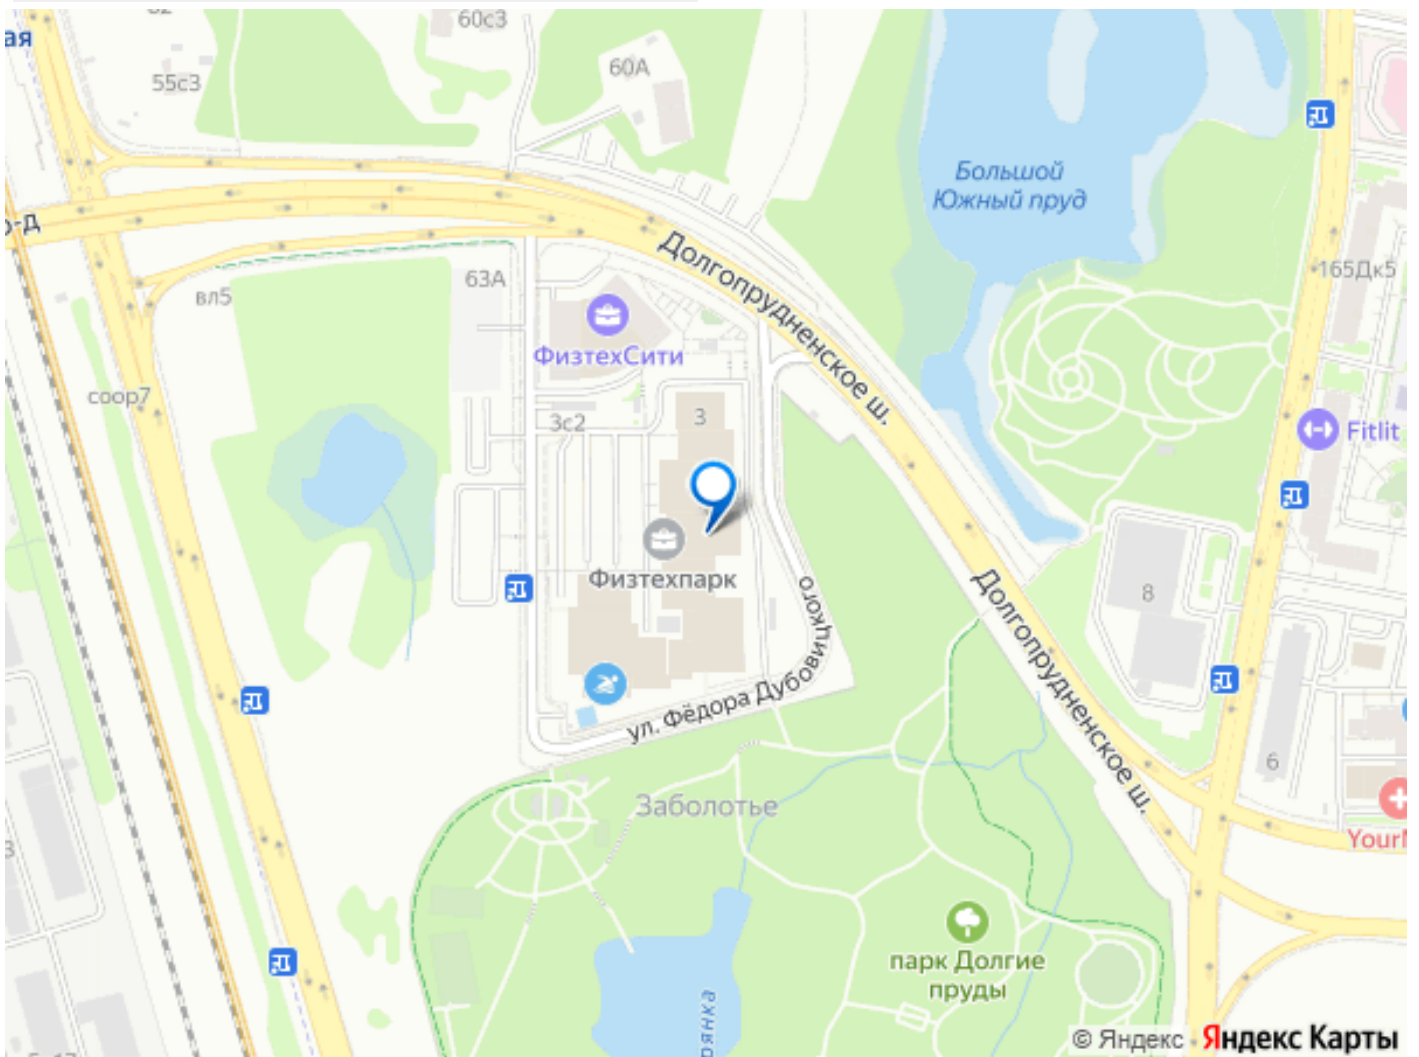 ая
60с3
55с3
60А
Большой
Южный пруд
Долгопрудненское ш.
165Дк5
63А
вл5
ФизтехСити
соор7
3с2
3
Fitlit
Физтехпарк
8
ул. Фёдора Дубовицкого
Долгопрудненское ш.
6
Заболотье
парк Долгие
пруды
© Яндекс Яндекс Карты